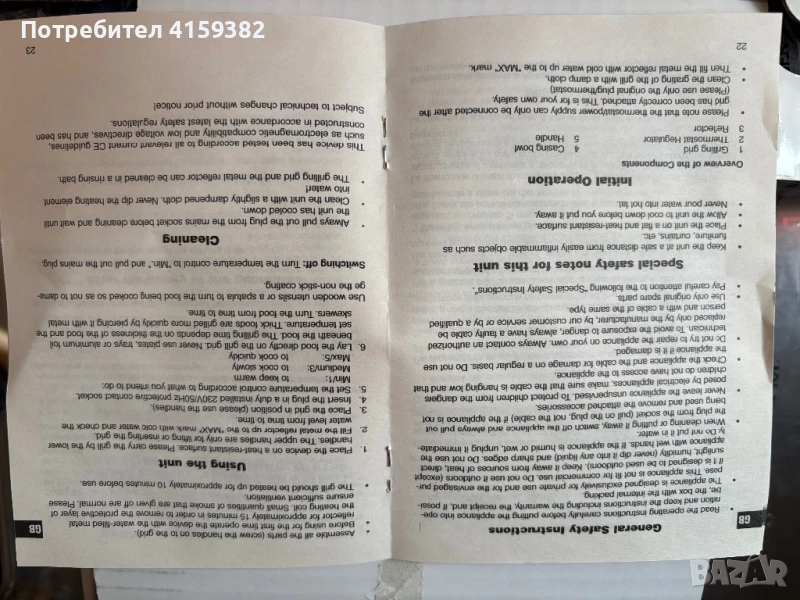 Потребител 4159382
GB
General Safety Instructions
• Read the operating instructions carefully before putting the appliance into ope-
ration and keep the instructions including the warranty, the receipt and, if possi-
ble, the box with the internal packing.
• The appliance is designed exclusively for private use and for the envisaged pur-
pose. This appliance is not fit for commercial use. Do not use it outdoors (except
if it is designed to be used outdoors). Keep it away from sources of heat, direct
sunlight, humidity (never dip it into any liquid) and sharp edges. Do not use the
appliance with wet hands. If the appliance is humid or wet, unplug it immediate-
ly. Do not put it in water.
• When cleaning or putting it away, switch off the appliance and always pull out
the plug from the socket (pull on the plug, not the cable) if the appliance is not
being used and remove the attached accessories.
• Never leave the appliance unsupervised. To protect children from the dangers
posed by electrical appliances, make sure that the cable is hanging low and that
children do not have access to the appliance.
• Check the appliance and the cable for damage on a regular basis. Do not use
the appliance if it is damaged.
• Do not try to repair the appliance on your own. Always contact an authorized
technician. To avoid the exposure to danger, always have a faulty cable be
replaced only by the manufacturer, by our customer service or by a qualified
person and with a cable of the same type.
• Use only original spare parts.
• Pay careful attention to the following "Special Safety Instructions".
Special safety notes for this unit
• Keep the unit at a safe distance from easily inflammable objects such as
furniture, curtains, etc.
• Place the unit on a flat and heat-resistant surface.
• Allow the unit to cool down before you put it away.
• Never pour water into hot fat.
Initial Operation
Overview of the Components
1 Grilling grid 4 Casing bowl
2 Thermostat Regulator 5 Handle
3 Reflector
• Please note that the thermostat/power supply can only be connected after the
grid has been correctly attached. This is for your own safety.
(Please use only the original plug/thermostat)
• Clean the grating of the grill with a damp cloth.
• Then fill the metal reflector with cold water up to the "MAX" mark.
22
GB
• Assemble all the parts (screw the handles on to the grid).
• Before using for the first time operate the device with the water-filled metal
reflector for approximately 15 minutes in order to remove the protective layer of
the heating coil. Small quantities of smoke that are given off are normal. Please
ensure sufficient ventilation.
• The grill should be heated up for approximately 10 minutes before use.
Using the unit
1. Place the device on a heat-resistant surface. Please carry the grill by the lower
handles. The upper handles are only for lifting or inserting the grid.
2. Fill the metal reflector up to the "MAX" mark with cold water and check the
water level from time to time.
3. Place the grid in position (please use the handles).
4. Insert the plug in a duly installed 230V/50Hz protective contact socket.
5. Set the temperature control according to what you intend to do:
Min/1: to keep warm
Medium/3: to cook slowly
Max/5: to cook quickly
6. Lay the food directly on the grill grid. Never use plates, trays or aluminium foil
beneath the food. The grilling time depends on the thickness of the food and the
set temperature. Thick foods are grilled more quickly by piercing it with metal
skewers. Turn the food from time to time.
Use wooden utensils or a spatula to turn the food being cooked so as not to dama-
ge the non-stick coating.
Switching off: Turn the temperature control to "Min." and pull out the mains plug.
Cleaning
• Always pull out the plug from the mains socket before cleaning and wait until
the unit has cooled down.
• Clean the unit with a slightly dampened cloth. Never dip the heating element
into water!
• The grilling grid and the metal reflector can be cleaned in a rinsing bath.
This device has been tested according to all relevant current CE guidelines,
such as electromagnetic compatibility and low voltage directives, and has been
constructed in accordance with the latest safety regulations.
Subject to technical changes without prior notice!
23
BAZAR